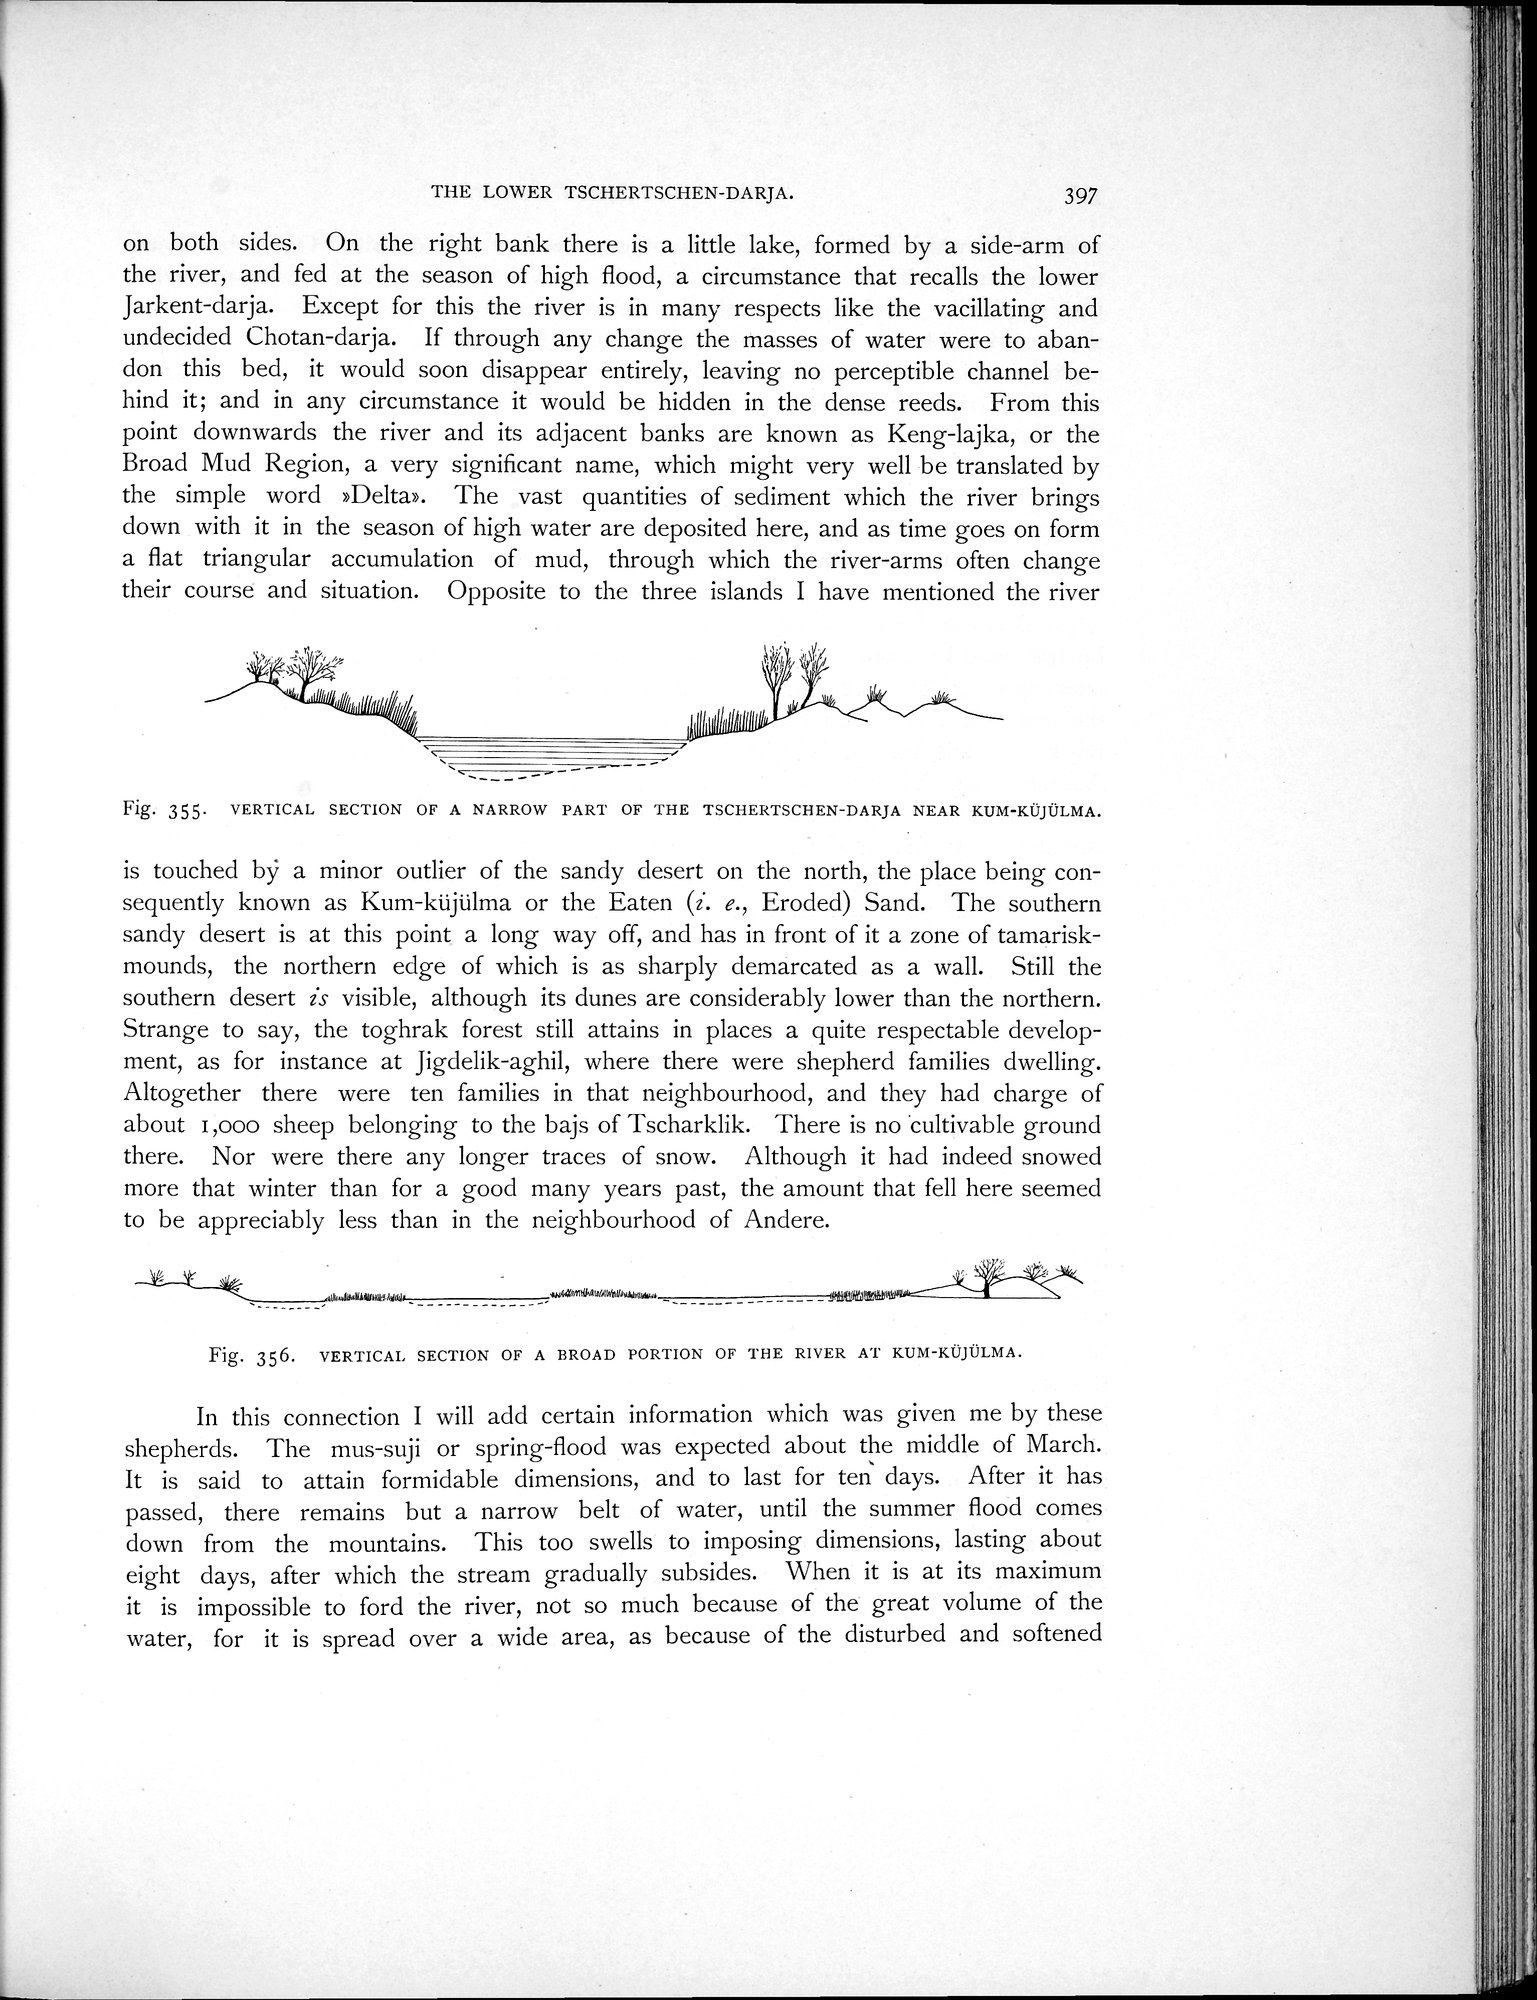 THE LOWER TSCHERTSCHEN-DARJA. 397
on both sides. On the right bank there is a little lake, formed by a side-arm of
the river, and fed at the season of high flood, a circumstance that recalls the lower
Jarkent-darja. Except for this the river is in many respects like the vacillating and
undecided Chotan-darja. If through any change the masses of water were to aban-
don this bed, it would soon disappear entirely, leaving no perceptible channel be-
hind it; and in any circumstance it would be hidden in the dense reeds. From this
point downwards the river and its adjacent banks are known as Keng-lajka, or the
Broad Mud Region, a very significant name, which might very well be translated by
the simple word »Delta». The vast quantities of sediment which the river brings
down with it in the season of high water are deposited here, and as time goes on form
a flat triangular accumulation of mud, through which the river-arms often change
their course and situation. Opposite to the three islands I have mentioned the river
Fig. 355. VERTICAL SECTION OF A NARROW PART OF THE TSCHERTSCHEN-DARJA NEAR KUM-KÜJÜLMA.
is touched by a minor outlier of the sandy desert on the north, the place being con-
sequently known as Kum-küjülma or the Eaten (i. e., Eroded) Sand. The southern
sandy desert is at this point a long way off, and has in front of it a zone of tamarisk-
mounds, the northern edge of which is as sharply demarcated as a wall. Still the
southern desert is visible, although its dunes are considerably lower than the northern.
Strange to say, the toghrak forest still attains in places a quite respectable develop-
ment, as for instance at Jigdelik-aghil, where there were shepherd families dwelling.
Altogether there were ten families in that neighbourhood, and they had charge of
about 1,000 sheep belonging to the bajs of Tscharklik. There is no cultivable ground
there. Nor were there any longer traces of snow. Although it had indeed snowed
more that winter than for a good many years past, the amount that fell here seemed
to be appreciably less than in the neighbourhood of Andere.
Fig. 356. VERTICAL SECTION OF A BROAD PORTION OF THE RIVER AT KUM-KÜJÜLMA.
In this connection I will add certain information which was given me by these
shepherds. The mus-suji or spring-flood was expected about the middle of March.
It is said to attain formidable dimensions, and to last for ten days. After it has
passed, there remains but a narrow belt of water, until the summer flood comes
down from the mountains. This too swells to imposing dimensions, lasting about
eight days, after which the stream gradually subsides. When it is at its maximum
it is impossible to ford the river, not so much because of the great volume of the
water, for it is spread over a wide area, as because of the disturbed and softened